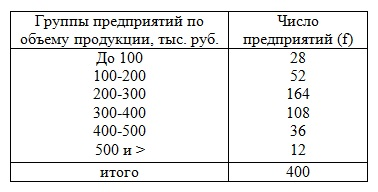 Группы предприятий по Число
объему продукции, тыс. руб. предприятий (f)
До 100 28
100-200 52
200-300 164
300-400 108
400-500 36
500 и > 12
итого 400